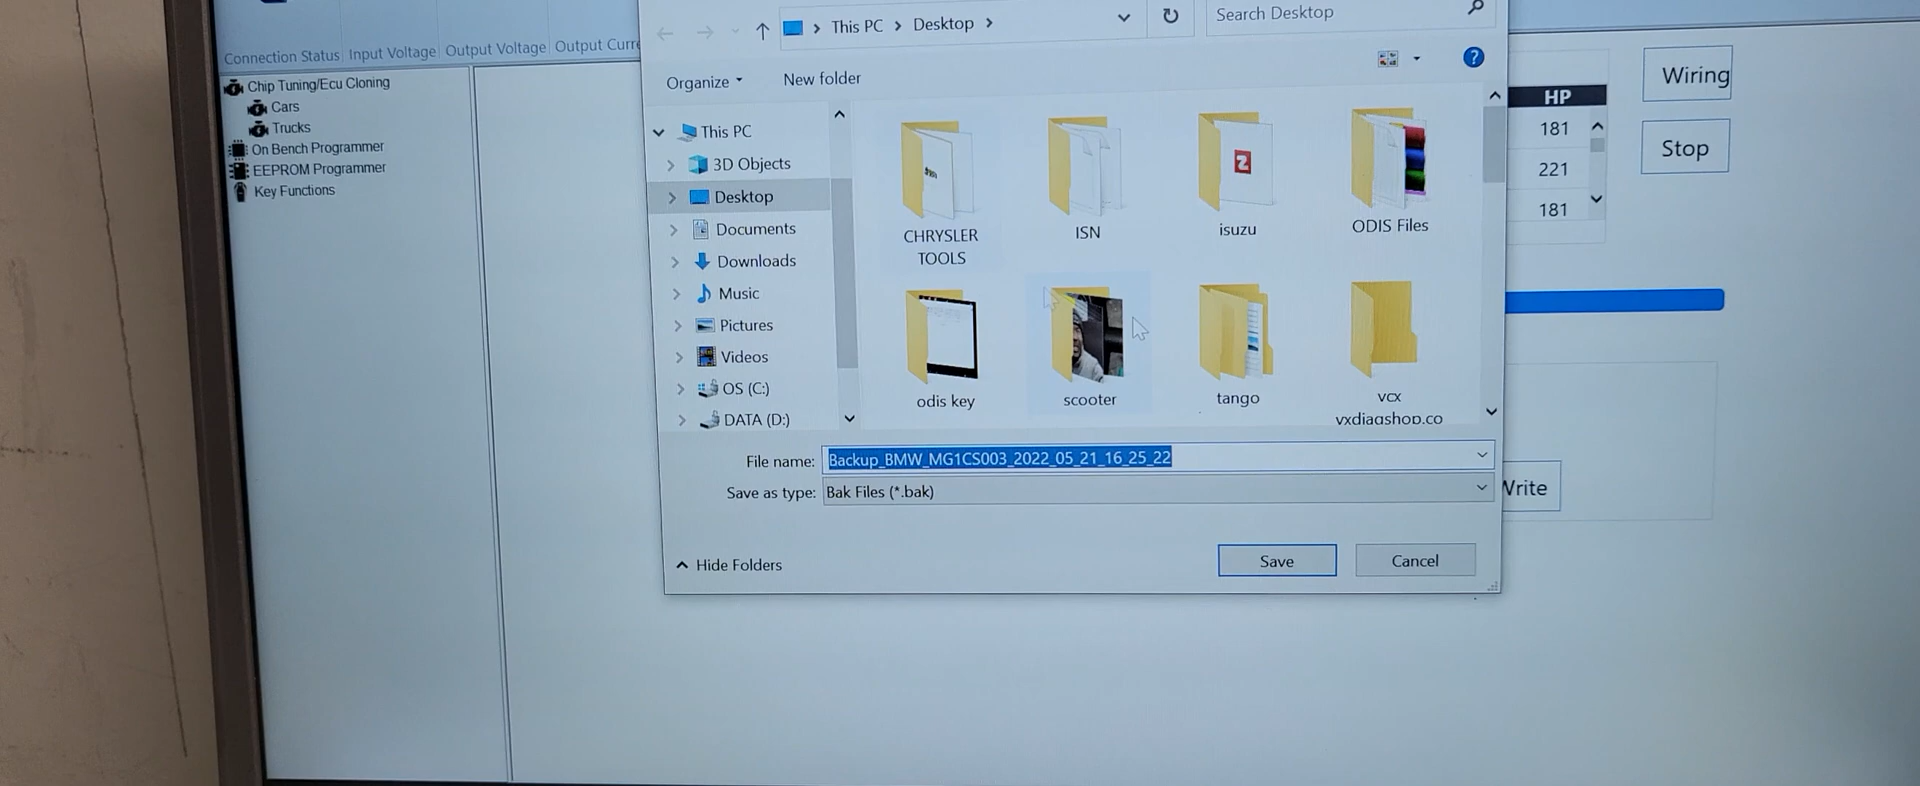 This PC > Desktop >
Search Desktop
Connection Status
Input Voltage
Output Voltage
Output Curre
Organize
New folder
Chip Tuning/Ecu Cloning
Cars
Trucks
On Bench Programmer
EEPROM Programmer
Key Functions
This PC
3D Objects
Desktop
Documents
Downloads
Music
Pictures
Videos
OS (C:)
DATA (D:)
CHRYSLER
TOOLS
ISN
isuzu
ODIS Files
odis key
scooter
tango
vcx
vxdiagshop.co
HP
181
221
181
Wiring
Stop
File name: Backup_BMW_MG1CS003_2022_05_21_16_25_22
Save as type: Bak Files (*.bak)
Write
Hide Folders
Save
Cancel